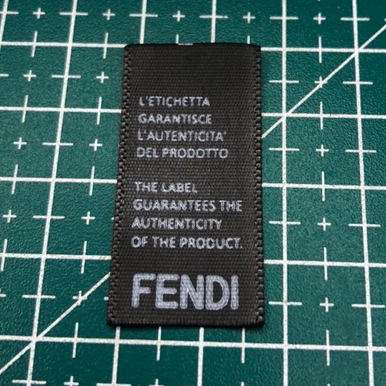 L'ETICHETTA
GARANTISCE
L'AUTENTICITA'
DEL PRODOTTO
THE LABEL
GUARANTEES THE
AUTHENTICITY
OF THE PRODUCT.
FENDI